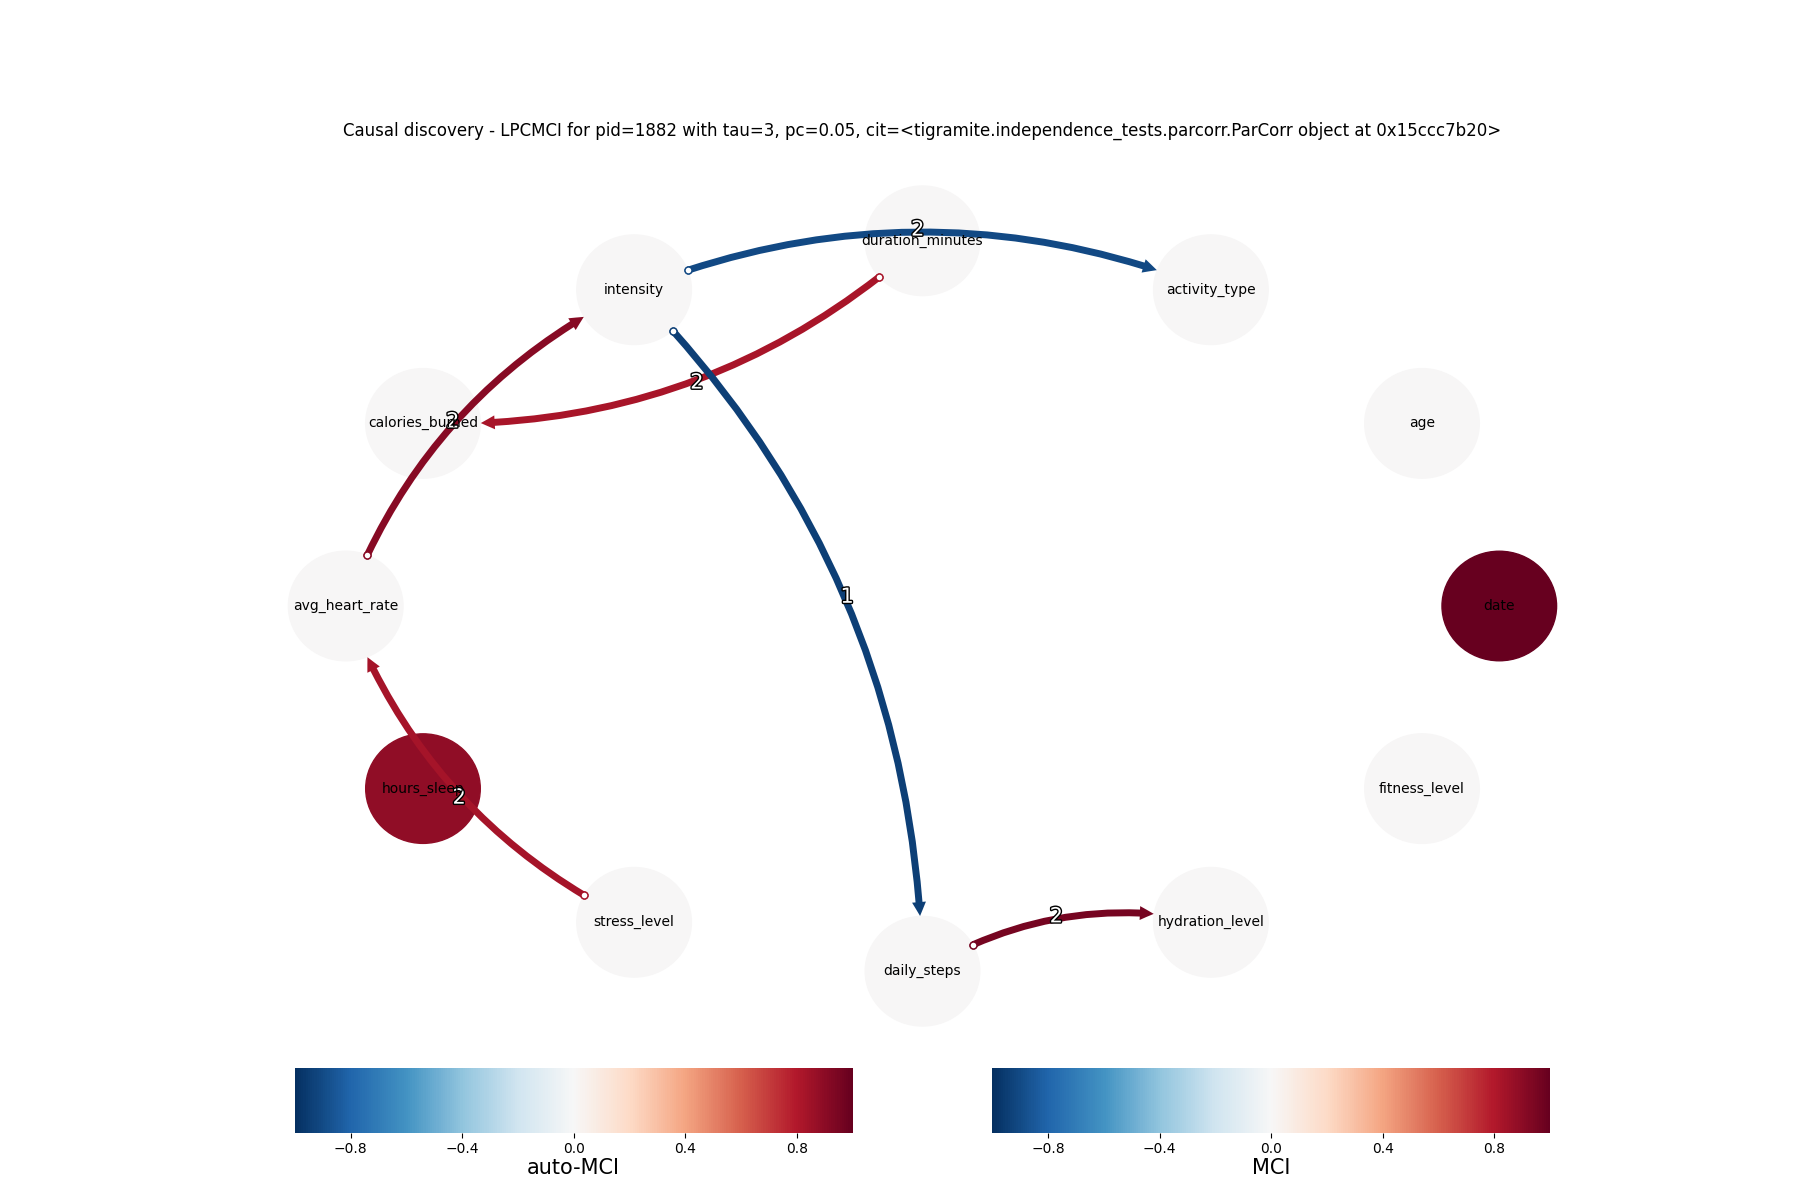 Causal discovery - LPCMCI for pid=1882 with tau=3, pc=0.05, cit=<tigramite.independence_tests.parcorr.ParCorr object at 0x15ccc7b20>
2
duration_minutes
intensity
activity_type
2
calories_burned
2
age
1
avg_heart_rate
date
hours_sleep
2
fitness_level
stress_level
2
hydration_level
daily_steps
−0.8 −0.4 0.0 0.4 0.8
auto-MCI
−0.8 −0.4 0.0 0.4 0.8
MCI